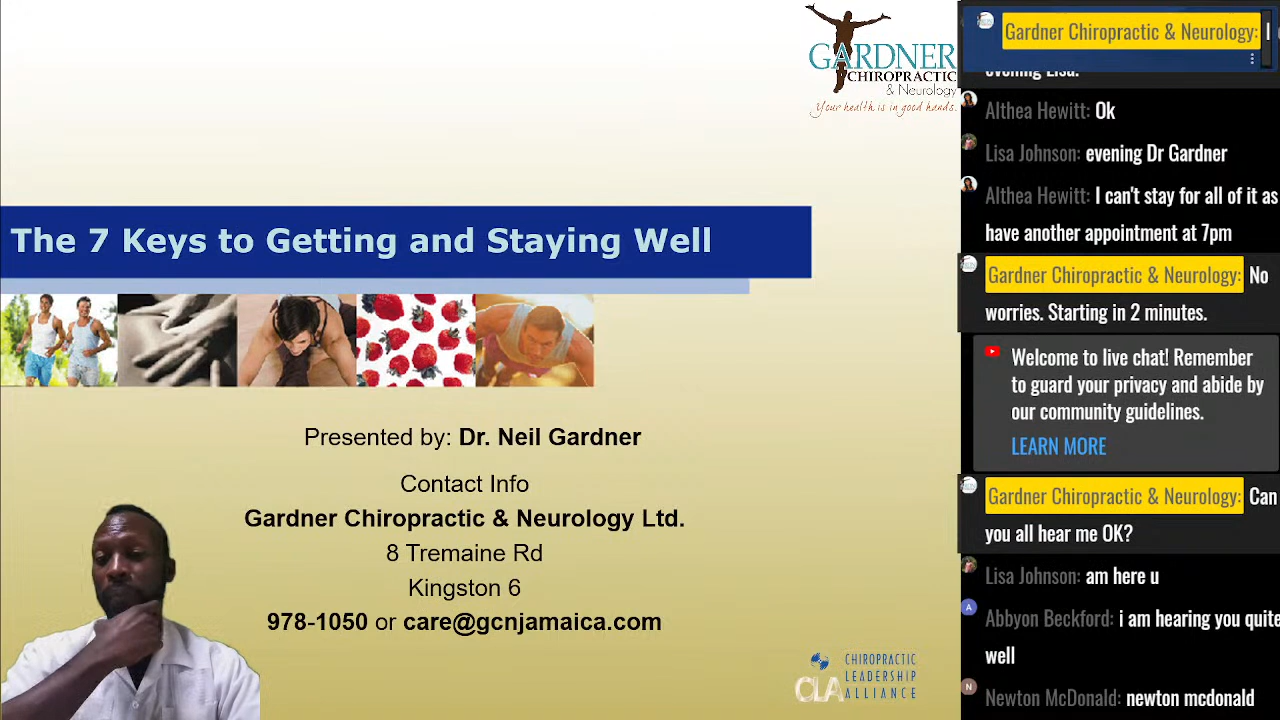 GARDNER
CHIROPRACTIC
& Neurology
Your health is in good hands.
The 7 Keys to Getting and Staying Well
Presented by: Dr. Neil Gardner
Contact Info
Gardner Chiropractic & Neurology Ltd.
8 Tremaine Rd
Kingston 6
978-1050 or care@gcnjamaica.com
CLA
CHIROPRACTIC
LEADERSHIP
ALLIANCE
Gardner Chiropractic & Neurology: I
evening Lisa.
Althea Hewitt: Ok
Lisa Johnson: evening Dr Gardner
Althea Hewitt: I can't stay for all of it as
have another appointment at 7pm
Gardner Chiropractic & Neurology: No
worries. Starting in 2 minutes.
Welcome to live chat! Remember
to guard your privacy and abide by
our community guidelines.
LEARN MORE
Gardner Chiropractic & Neurology: Can
you all hear me OK?
Lisa Johnson: am here u
A
Abbyon Beckford: i am hearing you quite
well
N
Newton McDonald: newton mcdonald